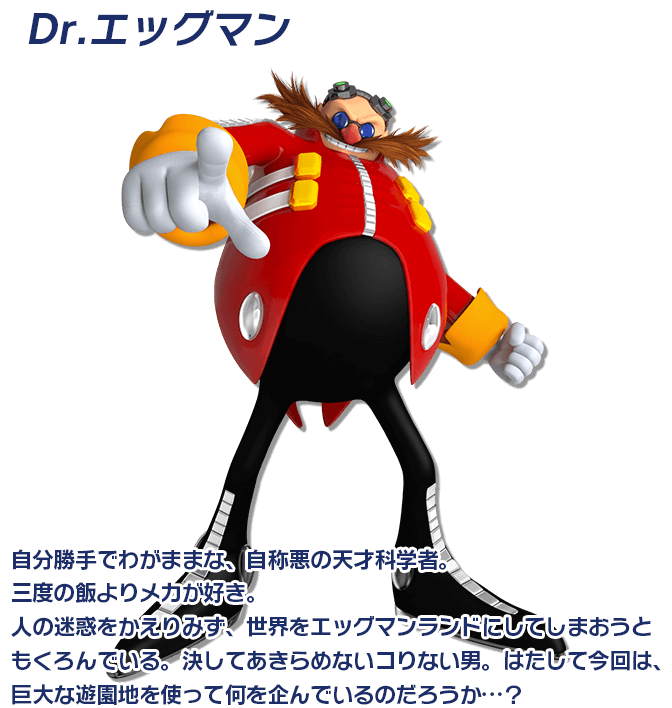 Dr.エッグマン
自分勝手でわがままな、自称悪の天才科学者。
三度の飯よりメカが好き。
人の迷惑をかえりみず、世界をエッグマンランドにしてしまおうと
もくろんでいる。決してあきらめないコりない男。はたして今回は、
巨大な遊園地を使って何を企んでいるのだろうか…？